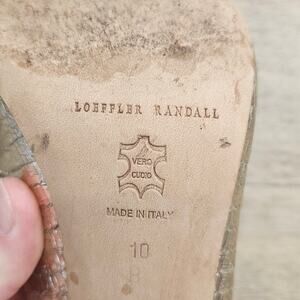 LOEFFLER RANDALL
VERO
CUOIO
MADE IN ITALY
10
B